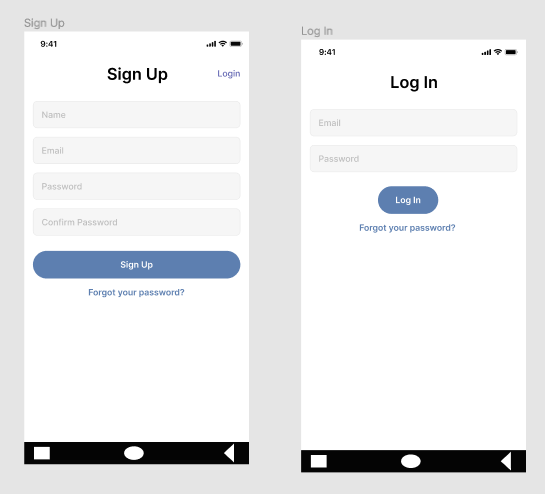 Sign Up
9:41
Sign Up
Login
Name
Email
Password
Confirm Password
Sign Up
Forgot your password?
Log In
9:41
Log In
Email
Password
Log In
Forgot your password?